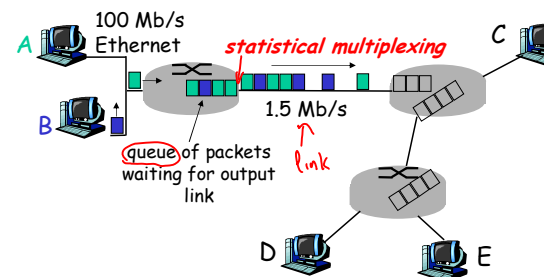 A
100 Mb/s
Ethernet
statistical multiplexing
C
B
1.5 Mb/s
link
queue of packets
waiting for output
link
D
E